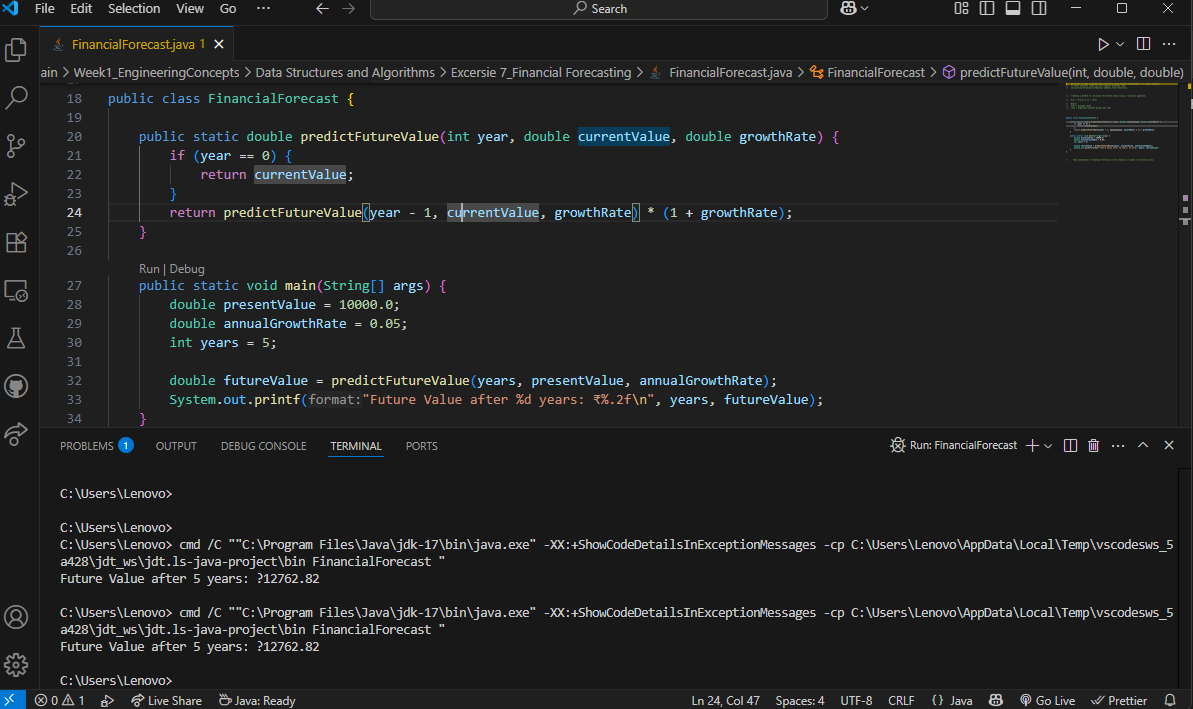 File Edit Selection View Go ··· Search
FinancialForecast.java 1
ain > Week1_EngineeringConcepts > Data Structures and Algorithms > Excersie 7_Financial Forecasting > FinancialForecast.java > FinancialForecast > predictFutureValue(int, double, double)
18 public class FinancialForecast {
19
20 public static double predictFutureValue(int year, double currentValue, double growthRate) {
21 if (year == 0) {
22 return currentValue;
23 }
24 return predictFutureValue(year - 1, currentValue, growthRate) * (1 + growthRate);
25 }
26
Run | Debug
27 public static void main(String[] args) {
28 double presentValue = 10000.0;
29 double annualGrowthRate = 0.05;
30 int years = 5;
31
32 double futureValue = predictFutureValue(years, presentValue, annualGrowthRate);
33 System.out.printf(format:"Future Value after %d years: ₹%.2f\n", years, futureValue);
34 }
PROBLEMS 1 OUTPUT DEBUG CONSOLE TERMINAL PORTS Run: FinancialForecast
C:\Users\Lenovo>
C:\Users\Lenovo>
C:\Users\Lenovo> cmd /C ""C:\Program Files\Java\jdk-17\bin\java.exe" -XX:+ShowCodeDetailsInExceptionMessages -cp C:\Users\Lenovo\AppData\Local\Temp\vscodesws_5
a428\jdt_ws\jdt.ls-java-project\bin FinancialForecast "
Future Value after 5 years: ?12762.82
C:\Users\Lenovo> cmd /C ""C:\Program Files\Java\jdk-17\bin\java.exe" -XX:+ShowCodeDetailsInExceptionMessages -cp C:\Users\Lenovo\AppData\Local\Temp\vscodesws_5
a428\jdt_ws\jdt.ls-java-project\bin FinancialForecast "
Future Value after 5 years: ?12762.82
C:\Users\Lenovo>
0 1 Live Share Java: Ready Ln 24, Col 47 Spaces: 4 UTF-8 CRLF {} Java Go Live Prettier